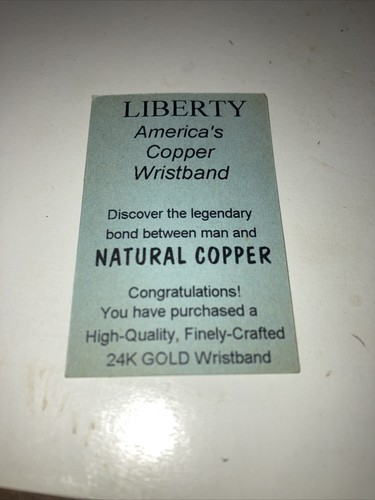 LIBERTY
America's
Copper
Wristband
Discover the legendary
bond between man and
NATURAL COPPER
Congratulations!
You have purchased a
High-Quality, Finely-Crafted
24K GOLD Wristband